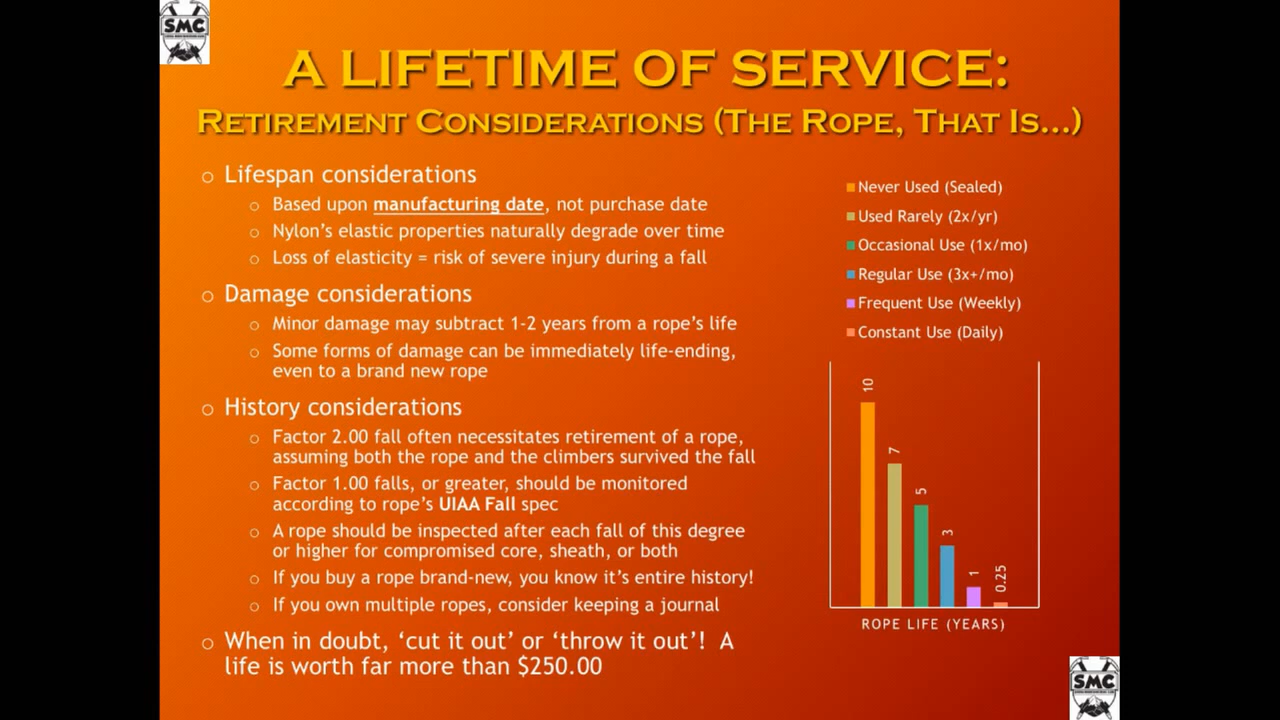 SMC
A LIFETIME OF SERVICE:
RETIREMENT CONSIDERATIONS (THE ROPE, THAT IS...)
Lifespan considerations
Based upon manufacturing date, not purchase date
Nylon's elastic properties naturally degrade over time
Loss of elasticity = risk of severe injury during a fall
Damage considerations
Minor damage may subtract 1-2 years from a rope's life
Some forms of damage can be immediately life-ending,
even to a brand new rope
History considerations
Factor 2.00 fall often necessitates retirement of a rope,
assuming both the rope and the climbers survived the fall
Factor 1.00 falls, or greater, should be monitored
according to rope's UIAA Fall spec
A rope should be inspected after each fall of this degree
or higher for compromised core, sheath, or both
If you buy a rope brand-new, you know it's entire history!
If you own multiple ropes, consider keeping a journal
When in doubt, 'cut it out' or 'throw it out'! A
life is worth far more than $250.00
Never Used (Sealed)
Used Rarely (2x/yr)
Occasional Use (1x/mo)
Regular Use (3x+/mo)
Frequent Use (Weekly)
Constant Use (Daily)
10
7
5
3
1
0.25
ROPE LIFE (YEARS)
SMC